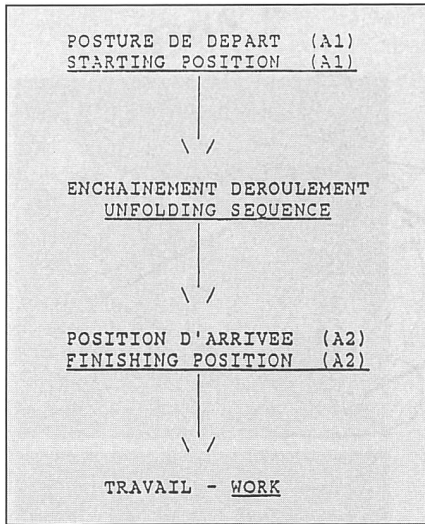 POSTURE DE DEPART (A1)
STARTING POSITION (A1)
ENCHAINEMENT DEROULEMENT
UNFOLDING SEQUENCE
POSITION D'ARRIVEE (A2)
FINISHING POSITION (A2)
TRAVAIL - WORK